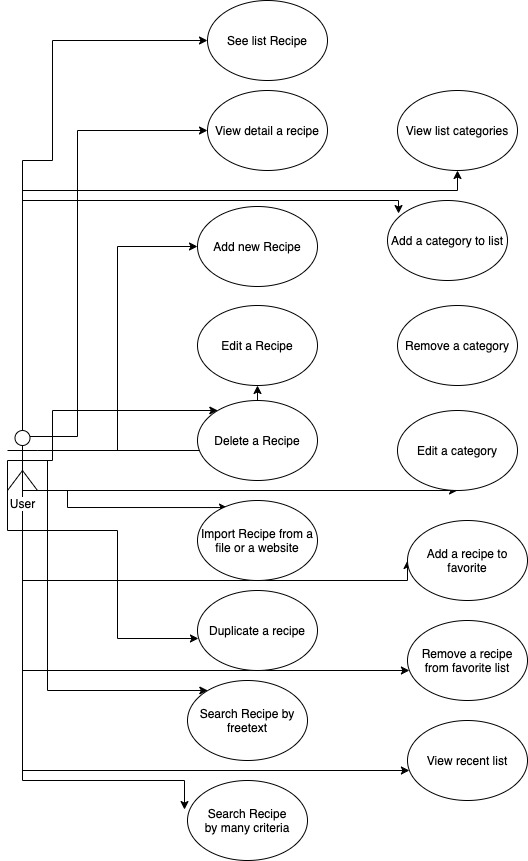 See list Recipe
View detail a recipe
View list categories
Add new Recipe
Add a category to list
Edit a Recipe
Remove a category
Delete a Recipe
Edit a category
User
Import Recipe from a
file or a website
Add a recipe to
favorite
Duplicate a recipe
Remove a recipe
from favorite list
Search Recipe by
freetext
View recent list
Search Recipe
by many criteria